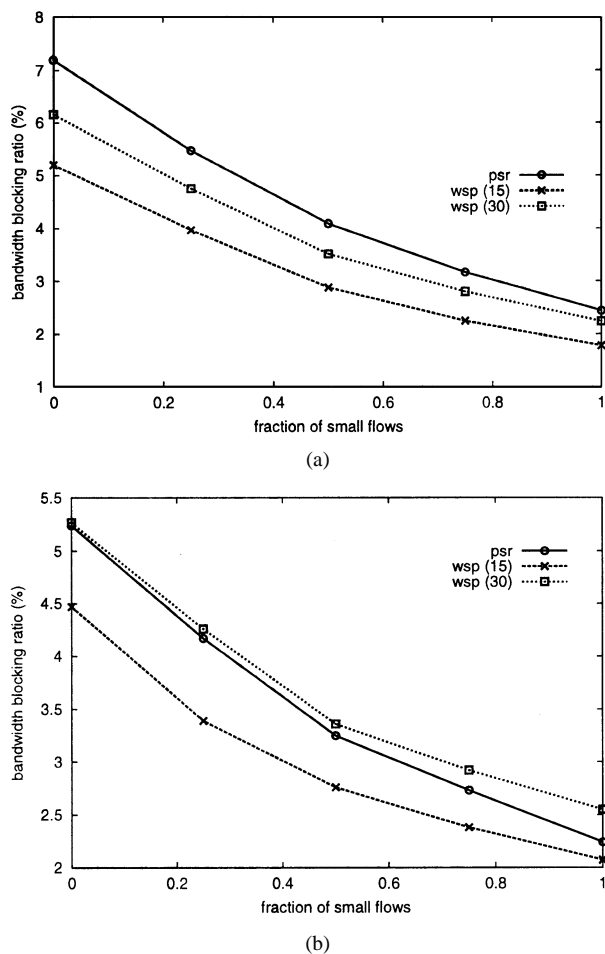 8
7
6
5
4
3
2
1
bandwidth blocking ratio (%)
psr
wsp (15)
wsp (30)
0 0.2 0.4 0.6 0.8 1
fraction of small flows
(a)
5.5
5
4.5
4
3.5
3
2.5
2
bandwidth blocking ratio (%)
psr
wsp (15)
wsp (30)
0 0.2 0.4 0.6 0.8 1
fraction of small flows
(b)